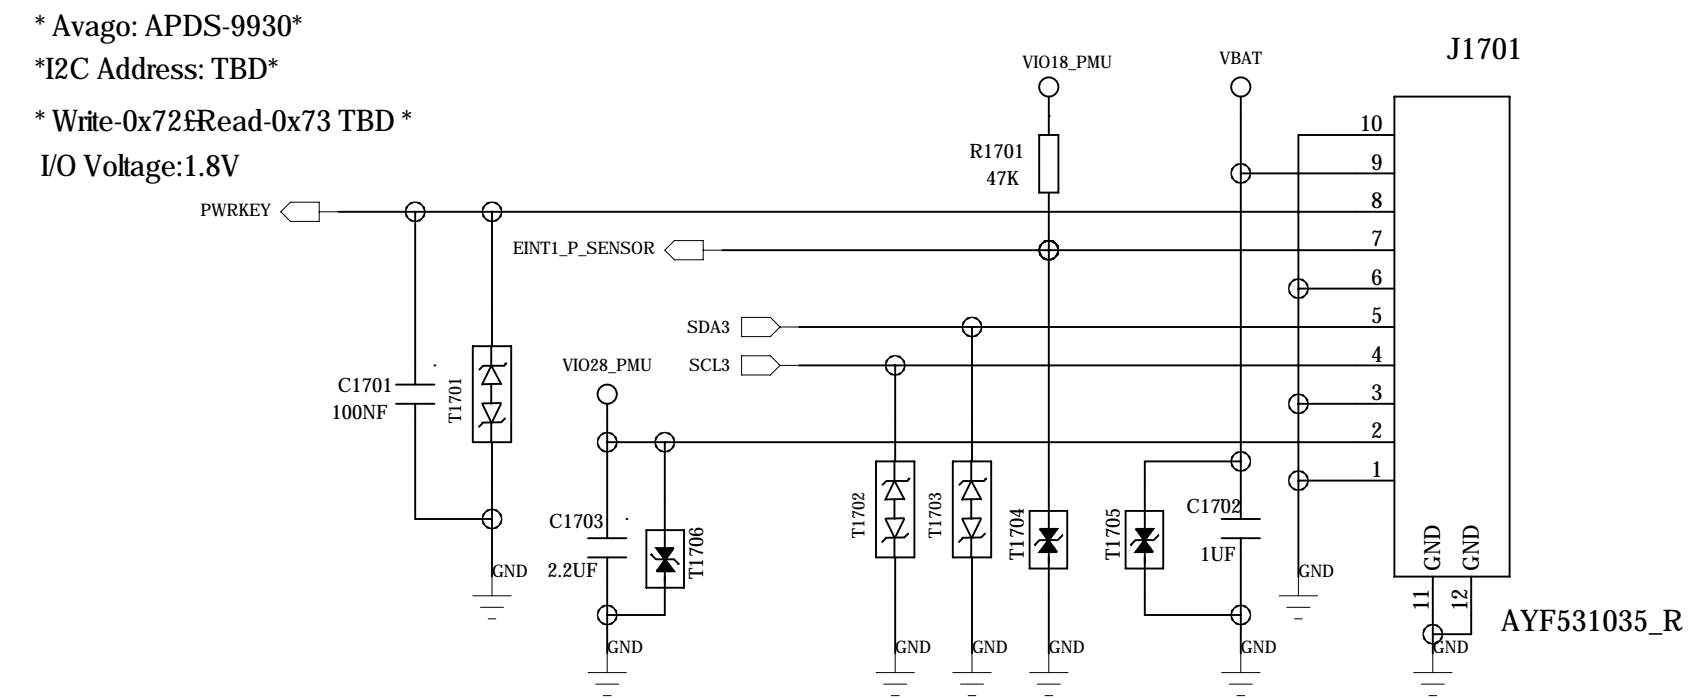 * Avago: APDS-9930*
*I2C Address: TBD*
* Write-0x72£Read-0x73 TBD *
I/O Voltage:1.8V
J1701
VIO18_PMU
VBAT
R1701
47K
10
9
8
7
6
5
4
3
2
1
PWRKEY
EINT1_P_SENSOR
SDA3
SCL3
VIO28_PMU
C1701
100NF
T1701
C1703
2.2UF
T1706
T1702
T1703
T1704
T1705
C1702
1UF
GND
GND
GND
GND
11
12
GND
GND
GND
GND
GND
GND
GND
AYF531035_R